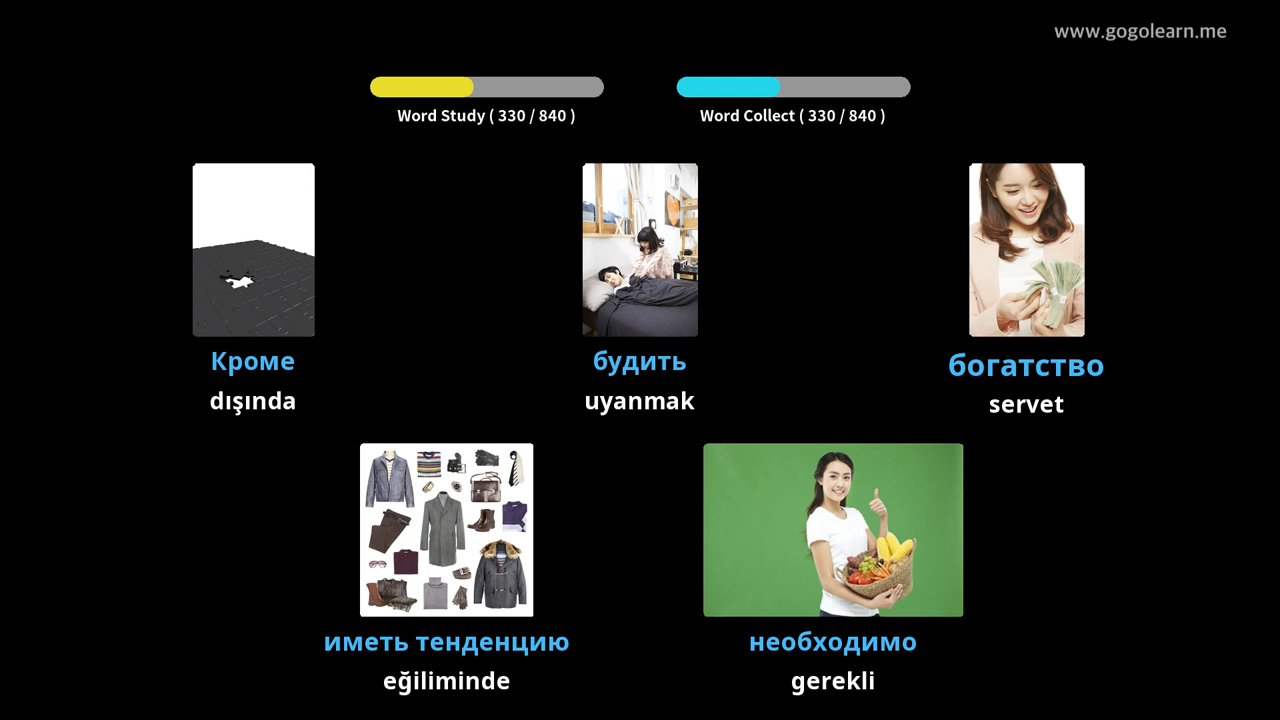 www.gogolearn.me
Word Study ( 330 / 840 )
Word Collect ( 330 / 840 )
Кроме
dışında
будить
uyanmak
богатство
servet
иметь тенденцию
eğiliminde
необходимо
gerekli